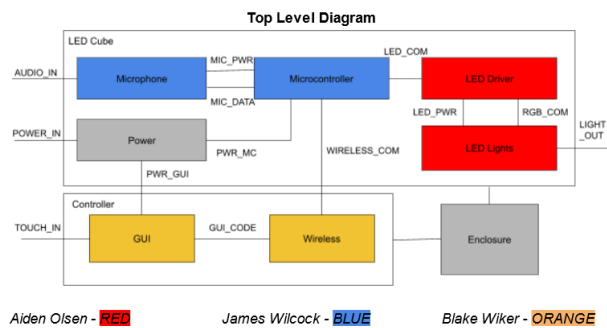 Top Level Diagram
LED Cube
LED_COM
MIC_PWR
AUDIO_IN
Microphone
Microcontroller
LED Driver
MIC_DATA
LED_PWR
RGB_COM
LIGHT
_OUT
POWER_IN
Power
LED Lights
PWR_MC
WIRELESS_COM
PWR_GUI
Controller
TOUCH_IN
GUI
GUI_CODE
Wireless
Enclosure
Aiden Olsen - RED
James Wilcock - BLUE
Blake Wiker - ORANGE